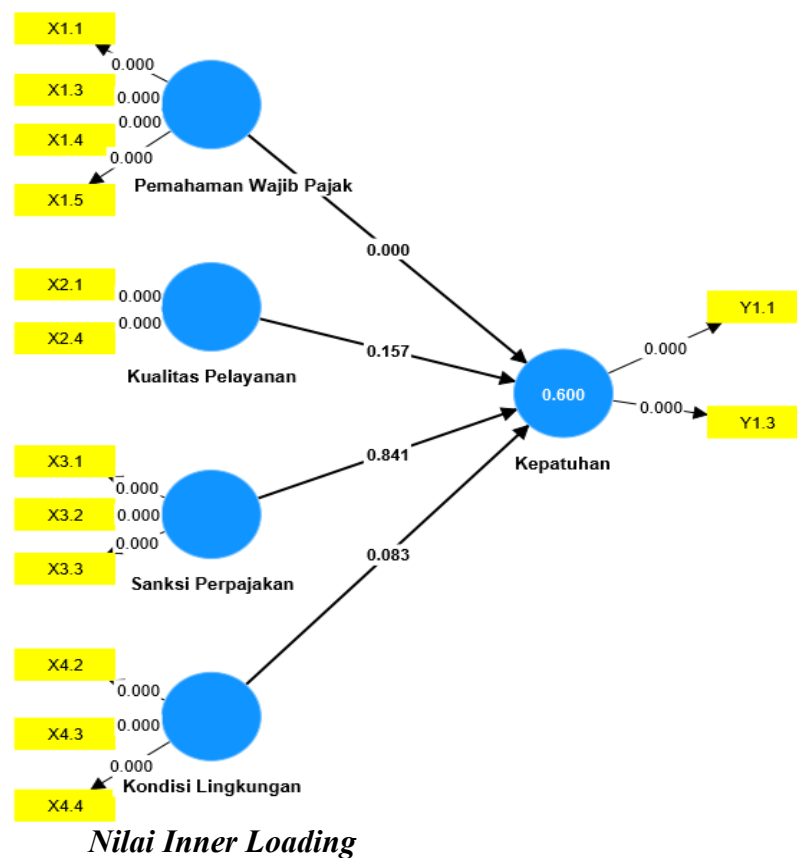 X1.1
0.000
X1.3
0.000
0.000
X1.4
0.000
X1.5
Pemahaman Wajib Pajak
0.000
X2.1
0.000
X2.4
0.000
Kualitas Pelayanan
0.157
Y1.1
0.000
0.600
0.000
Y1.3
Kepatuhan
X3.1
0.000
X3.2
0.000
X3.3
0.000
Sanksi Perpajakan
0.841
0.083
X4.2
0.000
X4.3
0.000
0.000
X4.4
Kondisi Lingkungan
Nilai Inner Loading